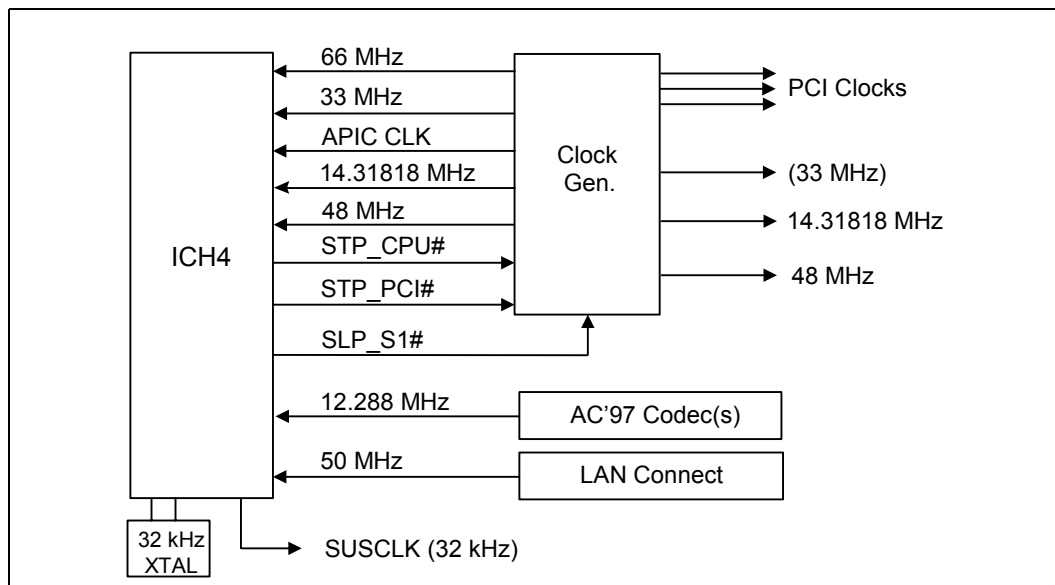 66 MHz
33 MHz
PCI Clocks
APIC CLK
Clock
Gen.
14.31818 MHz
(33 MHz)
48 MHz
14.31818 MHz
ICH4
STP_CPU#
48 MHz
STP_PCI#
SLP_S1#
12.288 MHz
AC’97 Codec(s)
50 MHz
LAN Connect
32 kHz
XTAL
SUSCLK (32 kHz)